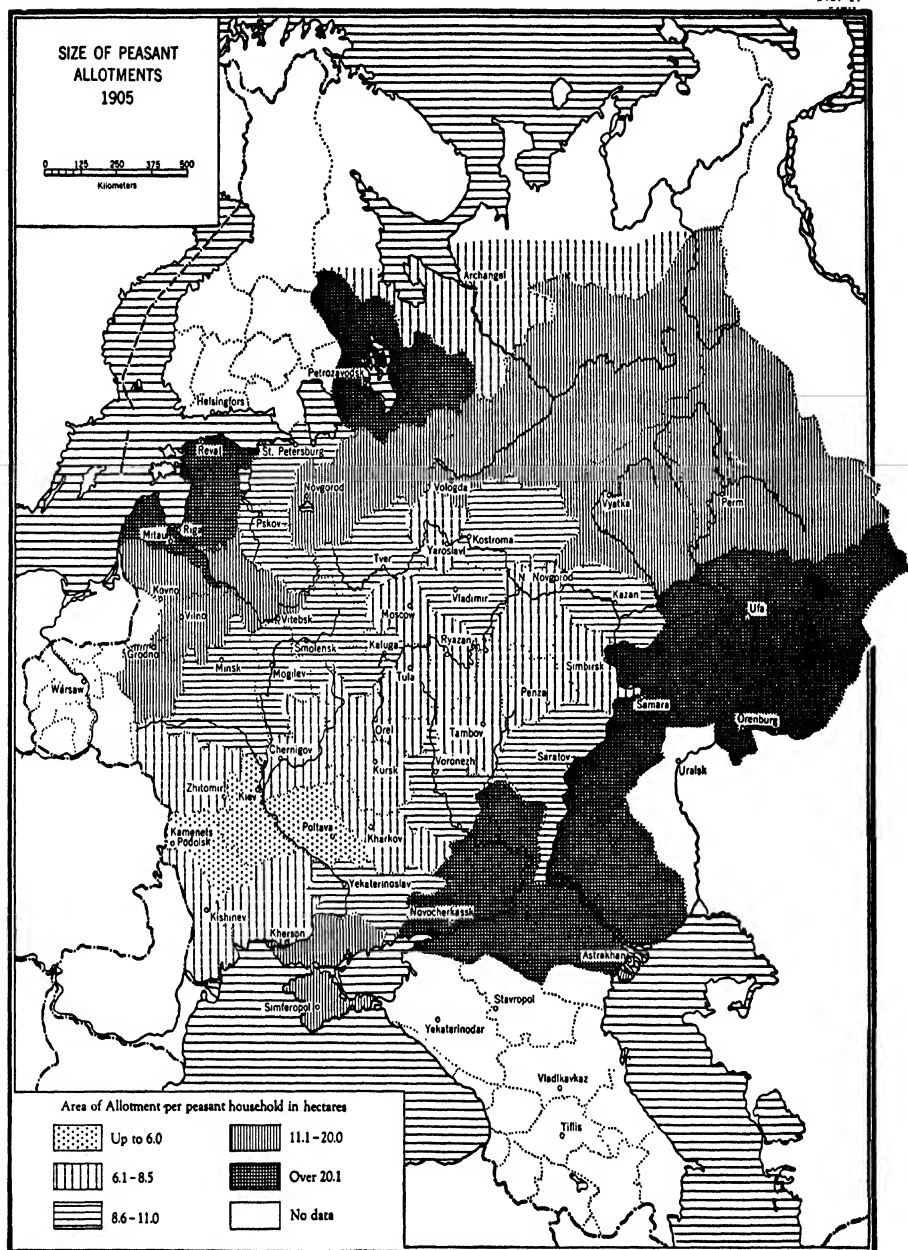 SIZE OF PEASANT
ALLOTMENTS
1905
0 125 250 375 500
Kilometers
Archangel
Petrozavodsk
Helsingfors
Reval
St. Petersburg
Novgorod
Vologda
Vyatka
Perm
Pskov
Riga
Mitau
Kostroma
Yaroslavl
Tver
N. Novgorod
Kovno
Vladimir
Kazan
Ufa
Vilno
Vitebsk
Moscow
Smolensk
Kaluga
Ryazan
Grodno
Minsk
Mogilev
Tula
Simbirsk
Warsaw
Penza
Samara
Orenburg
Orel
Tambov
Chernigov
Voronezh
Saratov
Kursk
Uralsk
Zhitomir
Kiev
Poltava
Kharkov
Kamenets
Podolsk
Yekaterinoslav
Kishinev
Novocherkassk
Kherson
Astrakhan
Simferopol
Stavropol
Yekaterinodar
Vladikavkaz
Tiflis
Area of Allotment per peasant household in hectares
Up to 6.0
11.1-20.0
6.1-8.5
Over 20.1
8.6-11.0
No data